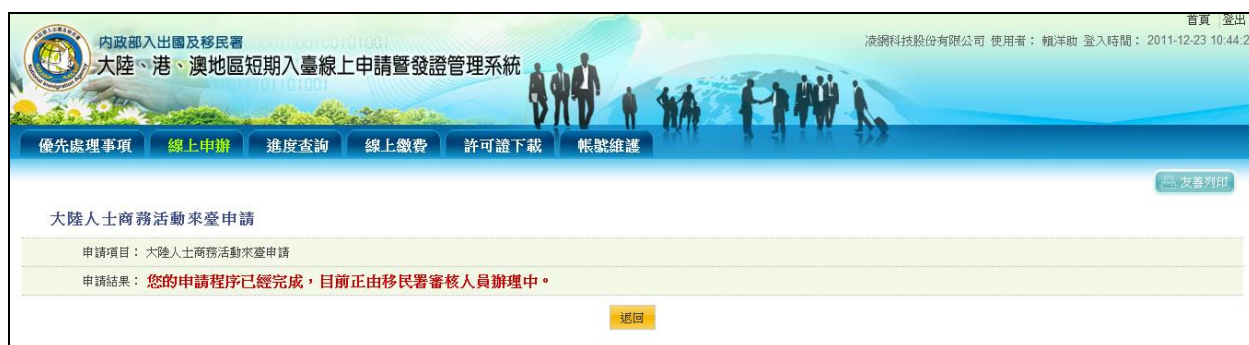 首頁 登出
內政部入出國及移民署
凌網科技股份有限公司 使用者： 賴洋助 登入時間： 2011-12-23 10:44:2
大陸、港、澳地區短期入臺線上申請暨發證管理系統
優先處理事項 線上申辦 進度查詢 線上繳費 許可證下載 帳號維護
友善列印
大陸人士商務活動來臺申請
申請項目： 大陸人士商務活動來臺申請
申請結果： 您的申請程序已經完成，目前正由移民署審核人員辦理中。
返回